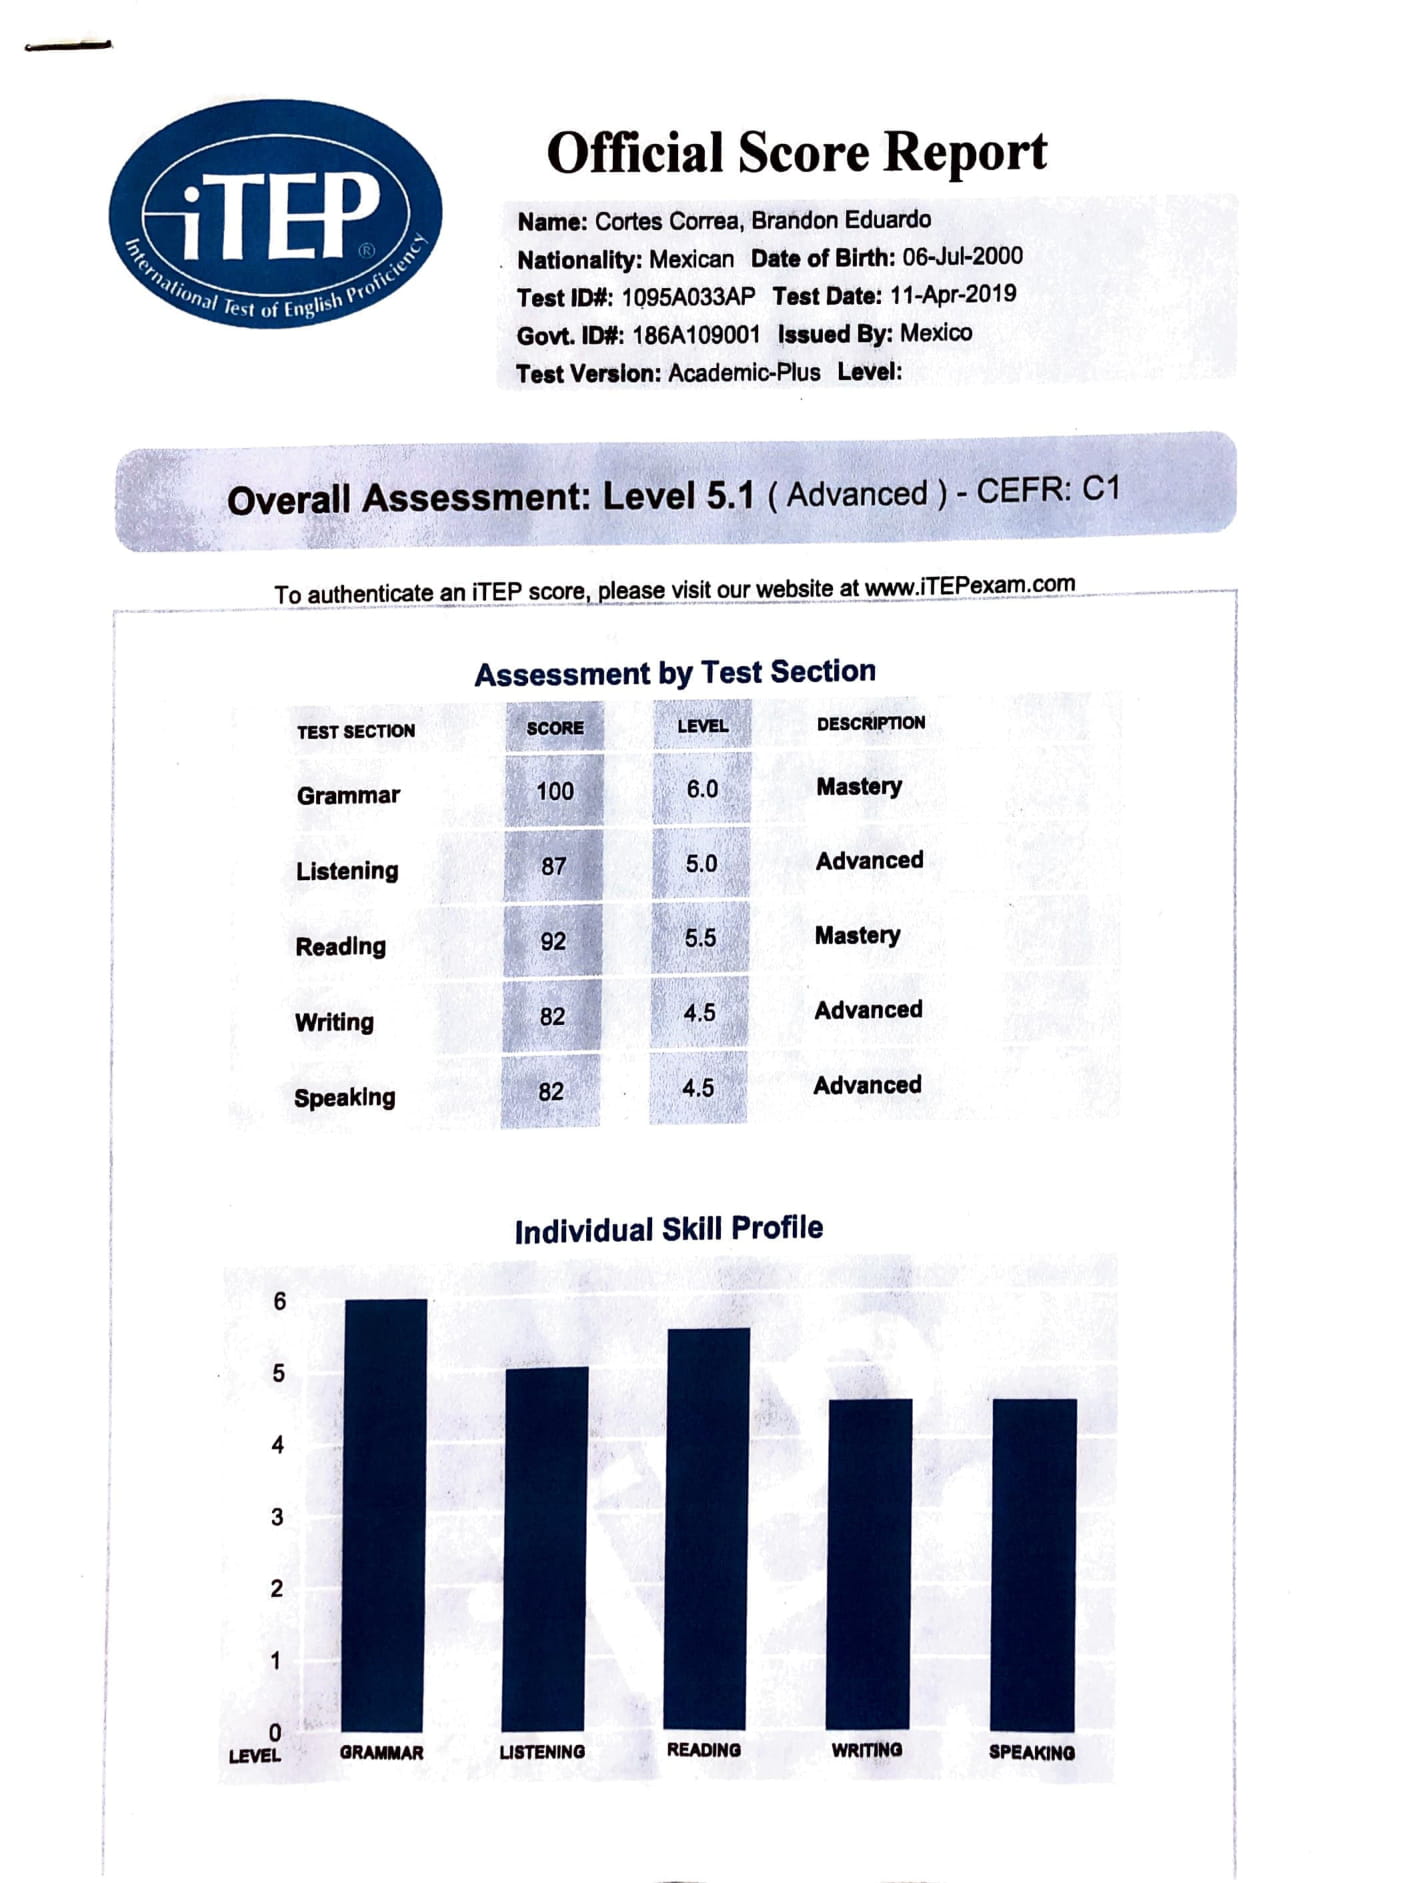 iTEP®
International Test of English Proficiency
Official Score Report
Name: Cortes Correa, Brandon Eduardo
Nationality: Mexican Date of Birth: 06-Jul-2000
Test ID#: 1095A033AP Test Date: 11-Apr-2019
Govt. ID#: 186A109001 Issued By: Mexico
Test Version: Academic-Plus Level:
Overall Assessment: Level 5.1 ( Advanced ) - CEFR: C1
To authenticate an iTEP score, please visit our website at www.iTEPexam.com
Assessment by Test Section
TEST SECTION SCORE LEVEL DESCRIPTION
Grammar 100 6.0 Mastery
Listening 87 5.0 Advanced
Reading 92 5.5 Mastery
Writing 82 4.5 Advanced
Speaking 82 4.5 Advanced
Individual Skill Profile
6
5
4
3
2
1
0
LEVEL GRAMMAR LISTENING READING WRITING SPEAKING